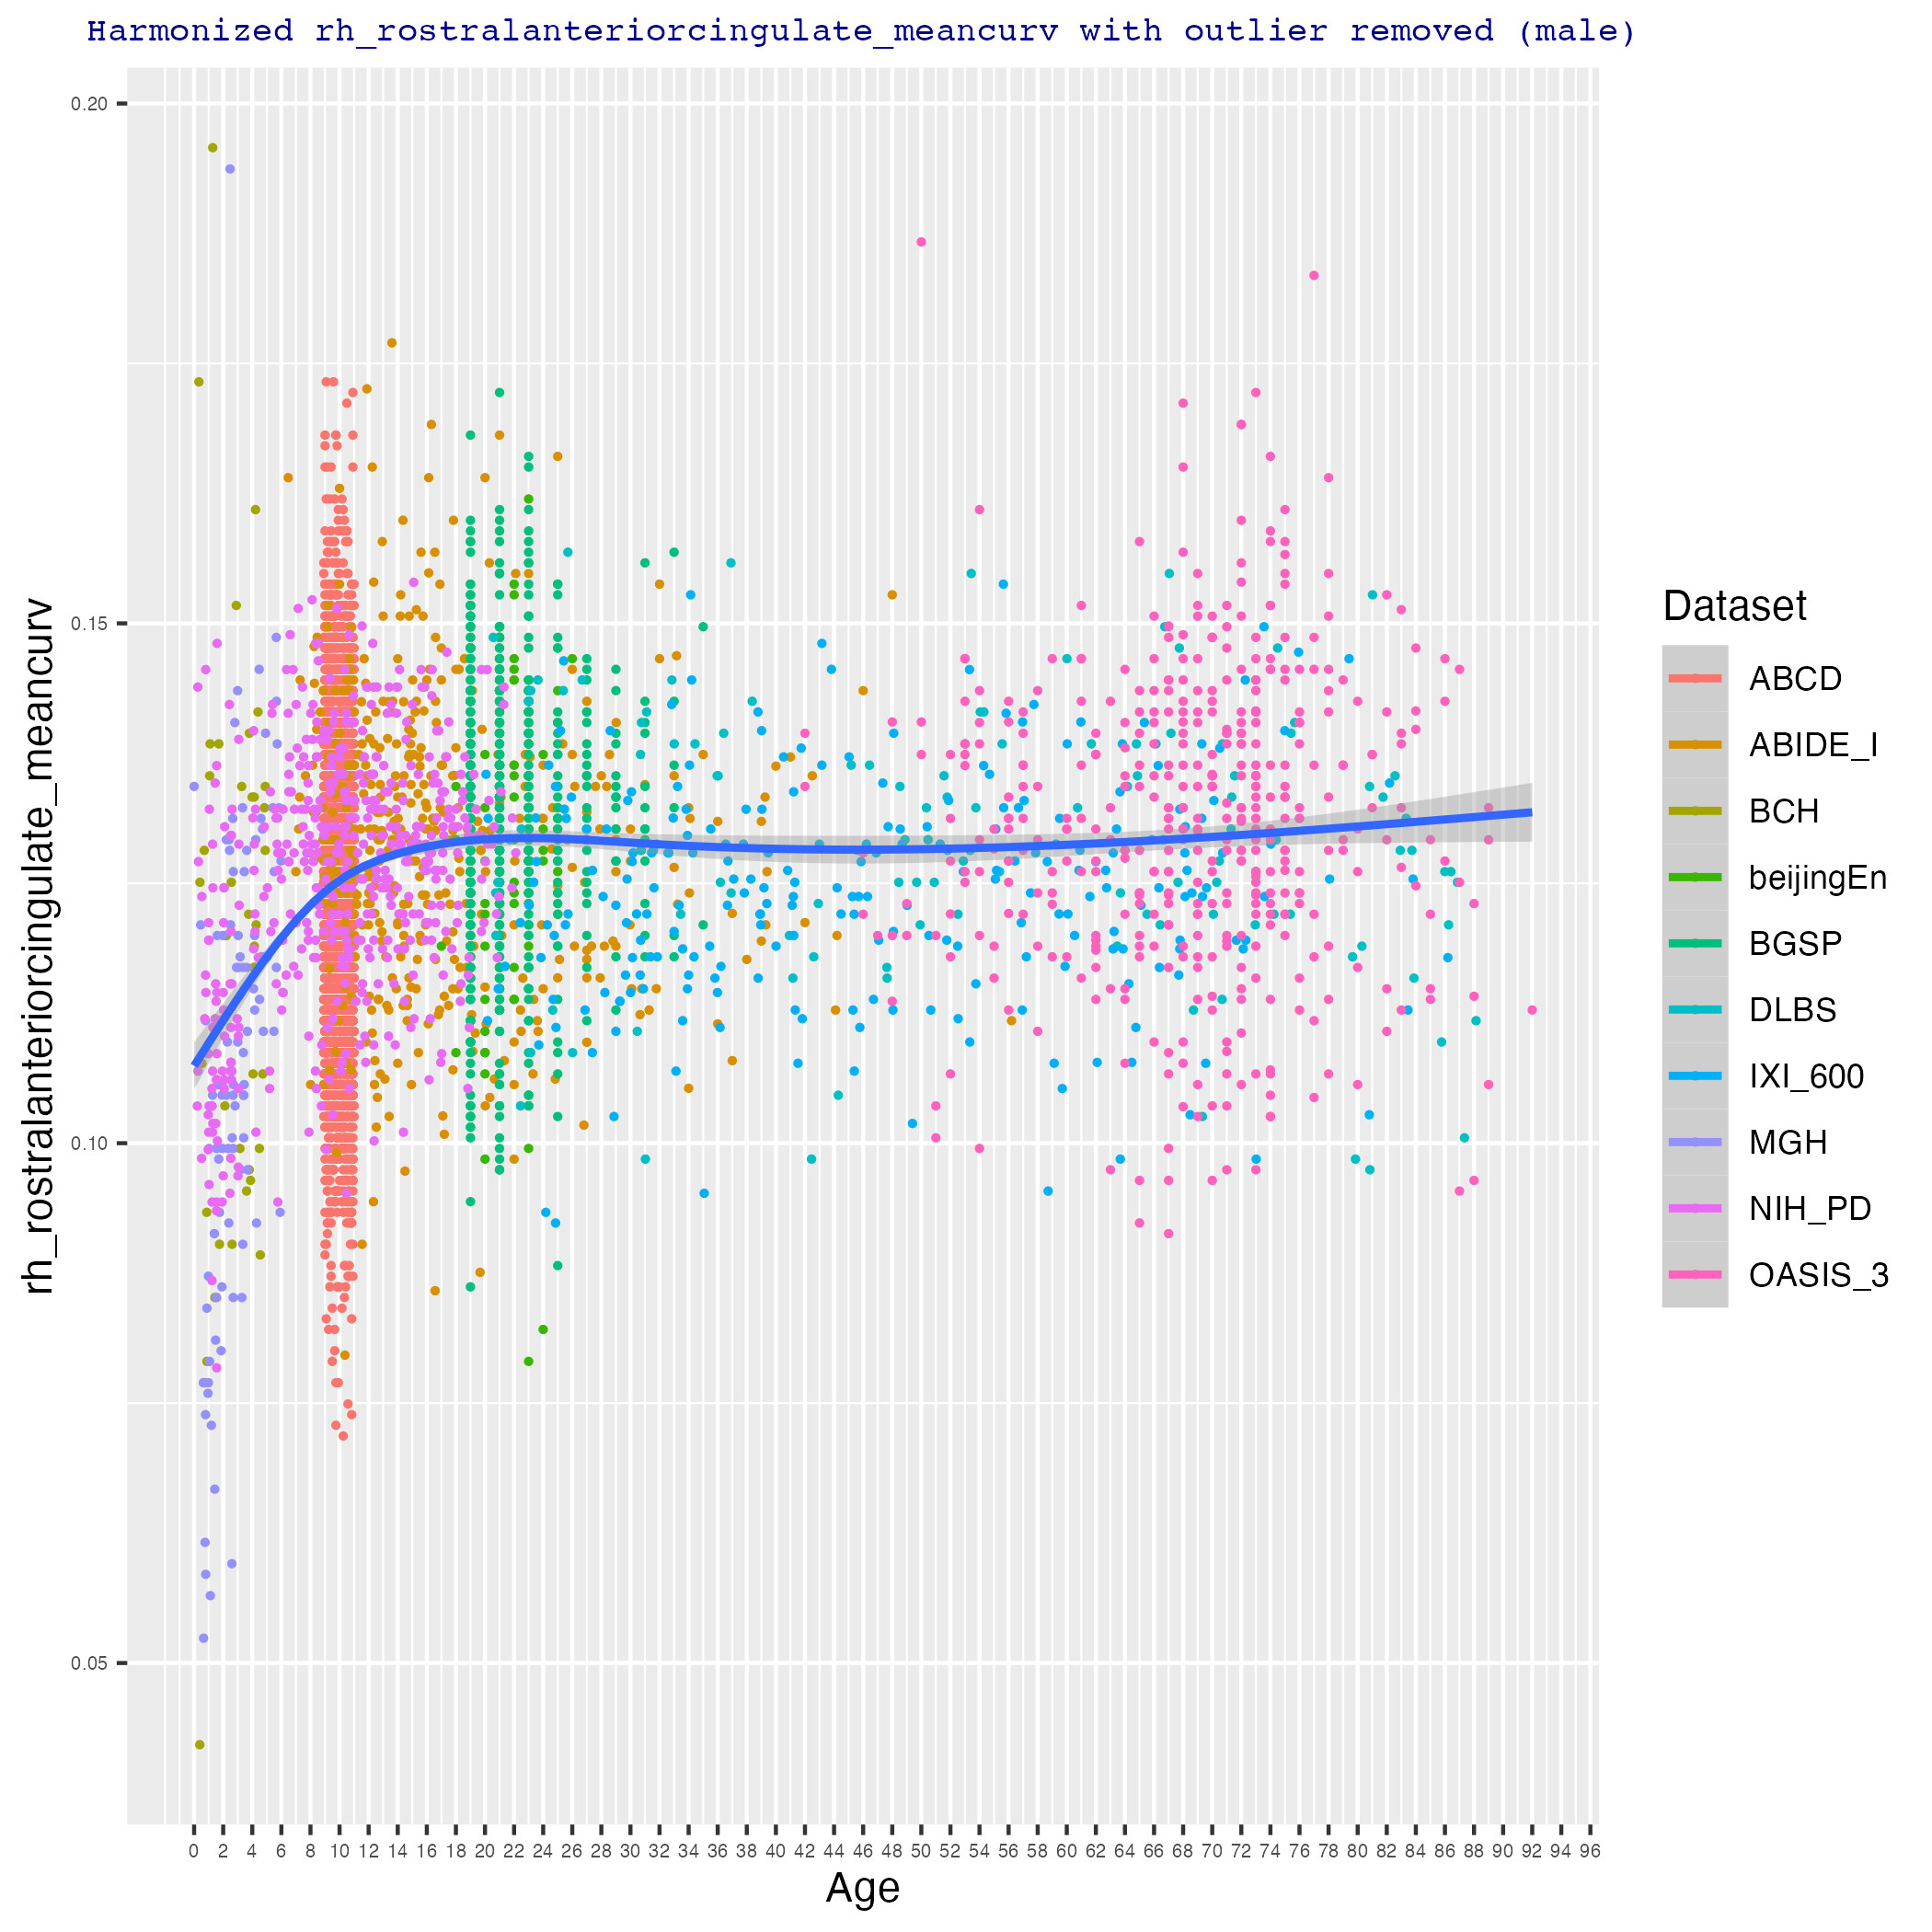 Harmonized rh_rostralanteriorcingulate_meancurv with outlier removed (male)
rh_rostralanteriorcingulate_meancurv
0.20
0.15
0.10
0.05
0 2 4 6 8 10 12 14 16 18 20 22 24 26 28 30 32 34 36 38 40 42 44 46 48 50 52 54 56 58 60 62 64 66 68 70 72 74 76 78 80 82 84 86 88 90 92 94 96
Age
Dataset
ABCD
ABIDE_I
BCH
beijingEn
BGSP
DLBS
IXI_600
MGH
NIH_PD
OASIS_3